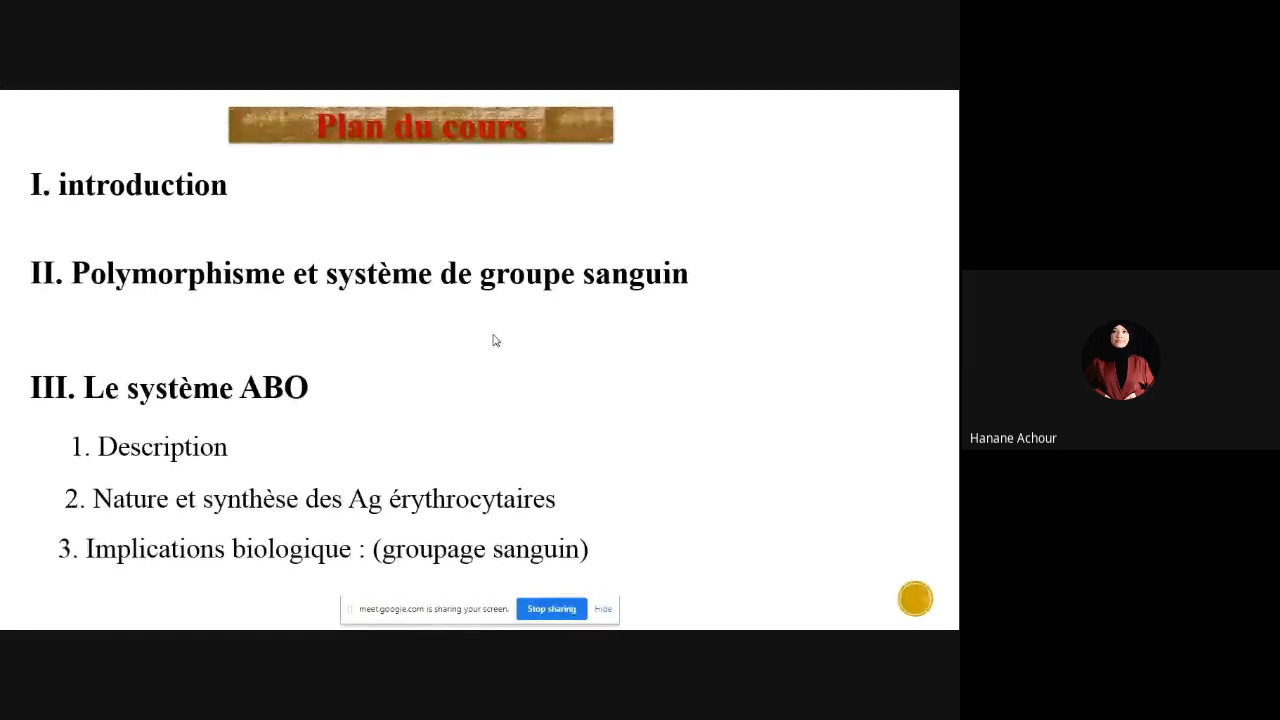 Plan du cours
I. introduction
II. Polymorphisme et système de groupe sanguin
III. Le système ABO
1. Description
2. Nature et synthèse des Ag érythrocytaires
3. Implications biologique : (groupage sanguin)
meet.google.com is sharing your screen. Stop sharing Hide
Hanane Achour